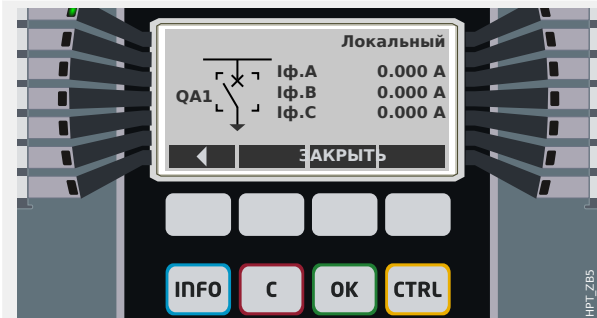 Локальный
Iф.A 0.000 A
QA1
Iф.B 0.000 A
Iф.C 0.000 A
ЗАКРЫТЬ
INFO C OK CTRL
HPT_ZB5